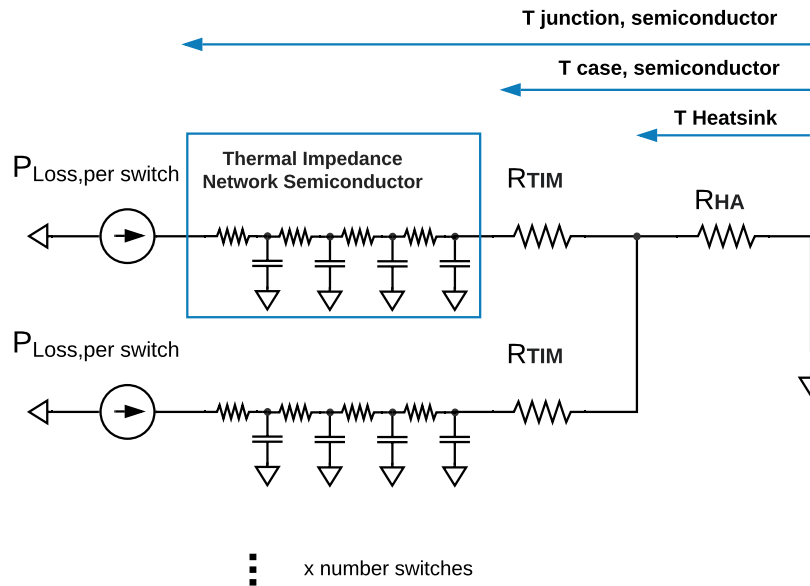 T junction, semiconductor
T case, semiconductor
T Heatsink
Thermal Impedance
Network Semiconductor
PLoss,per switch
RTIM
RHA
PLoss,per switch
RTIM
x number switches